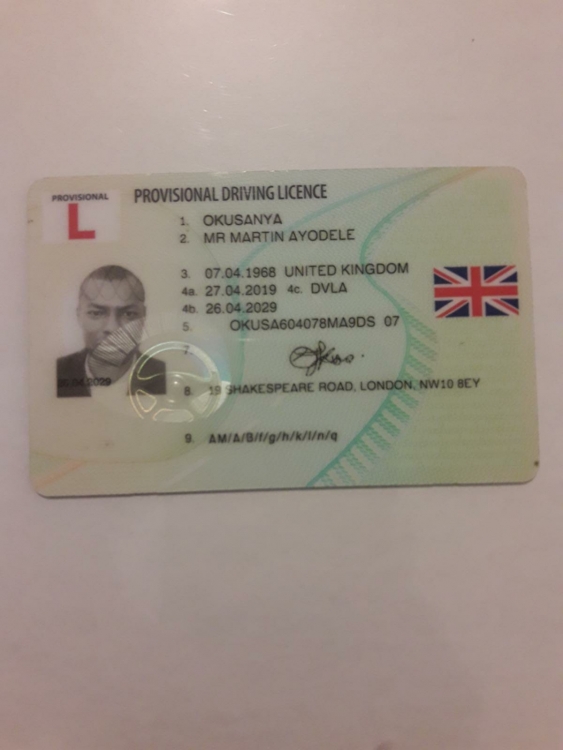 PROVISIONAL
L
PROVISIONAL DRIVING LICENCE
1. OKUSANYA
2. MR MARTIN AYODELE
3. 07.04.1968 UNITED KINGDOM
4a. 27.04.2019 4c. DVLA
4b. 26.04.2029
5. OKUSA604078MA9DS 07
7.
8. 19 SHAKESPEARE ROAD, LONDON, NW10 8EY
9. AM/A/B/f/g/h/k/l/n/q